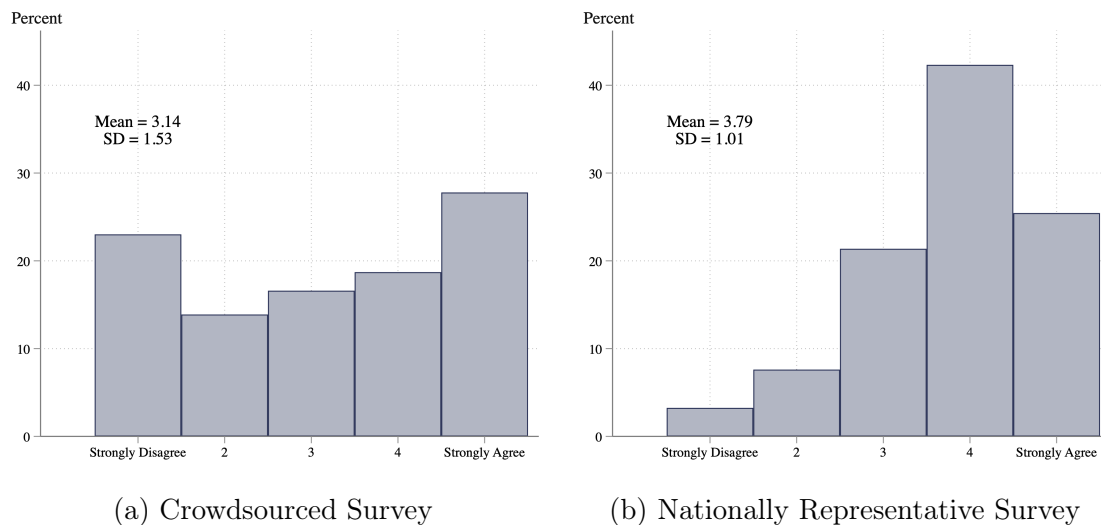 Percent
40
30
20
10
0
Mean = 3.14
SD = 1.53
Strongly Disagree 2 3 4 Strongly Agree
(a) Crowdsourced Survey
Percent
40
30
20
10
0
Mean = 3.79
SD = 1.01
Strongly Disagree 2 3 4 Strongly Agree
(b) Nationally Representative Survey